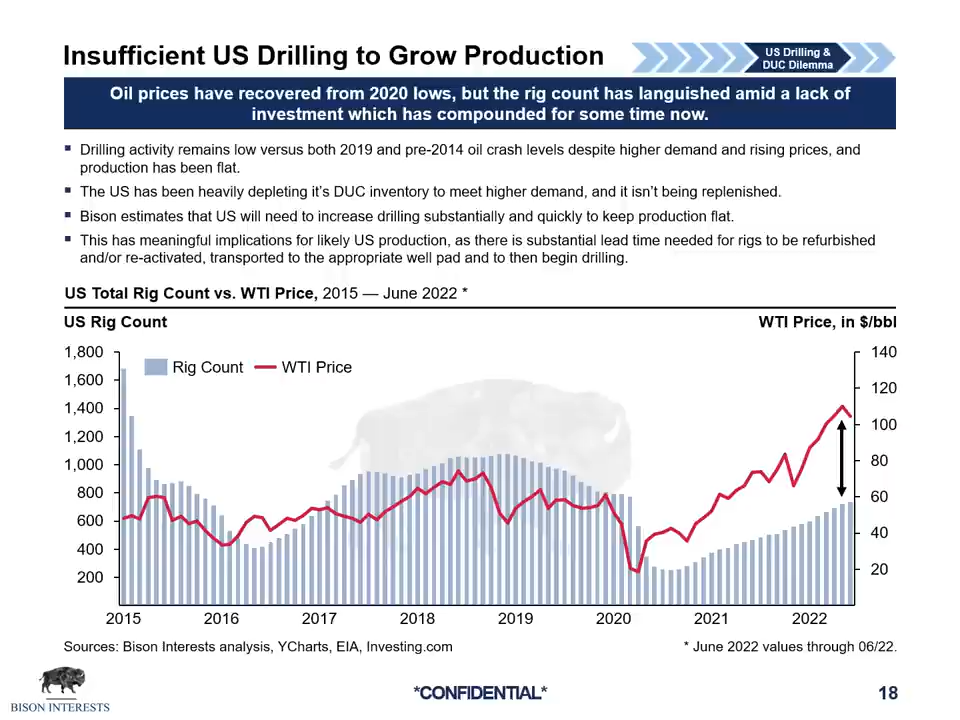 Insufficient US Drilling to Grow Production
US Drilling &
DUC Dilemma
Oil prices have recovered from 2020 lows, but the rig count has languished amid a lack of
investment which has compounded for some time now.
▪ Drilling activity remains low versus both 2019 and pre-2014 oil crash levels despite higher demand and rising prices, and
production has been flat.
▪ The US has been heavily depleting it’s DUC inventory to meet higher demand, and it isn’t being replenished.
▪ Bison estimates that US will need to increase drilling substantially and quickly to keep production flat.
▪ This has meaningful implications for likely US production, as there is substantial lead time needed for rigs to be refurbished
and/or re-activated, transported to the appropriate well pad and to then begin drilling.
US Total Rig Count vs. WTI Price, 2015 — June 2022 *
US Rig Count
WTI Price, in $/bbl
Rig Count
WTI Price
1,800
1,600
1,400
1,200
1,000
800
600
400
200
140
120
100
80
60
40
20
2015 2016 2017 2018 2019 2020 2021 2022
Sources: Bison Interests analysis, YCharts, EIA, Investing.com
* June 2022 values through 06/22.
BISON INTERESTS
*CONFIDENTIAL*
18